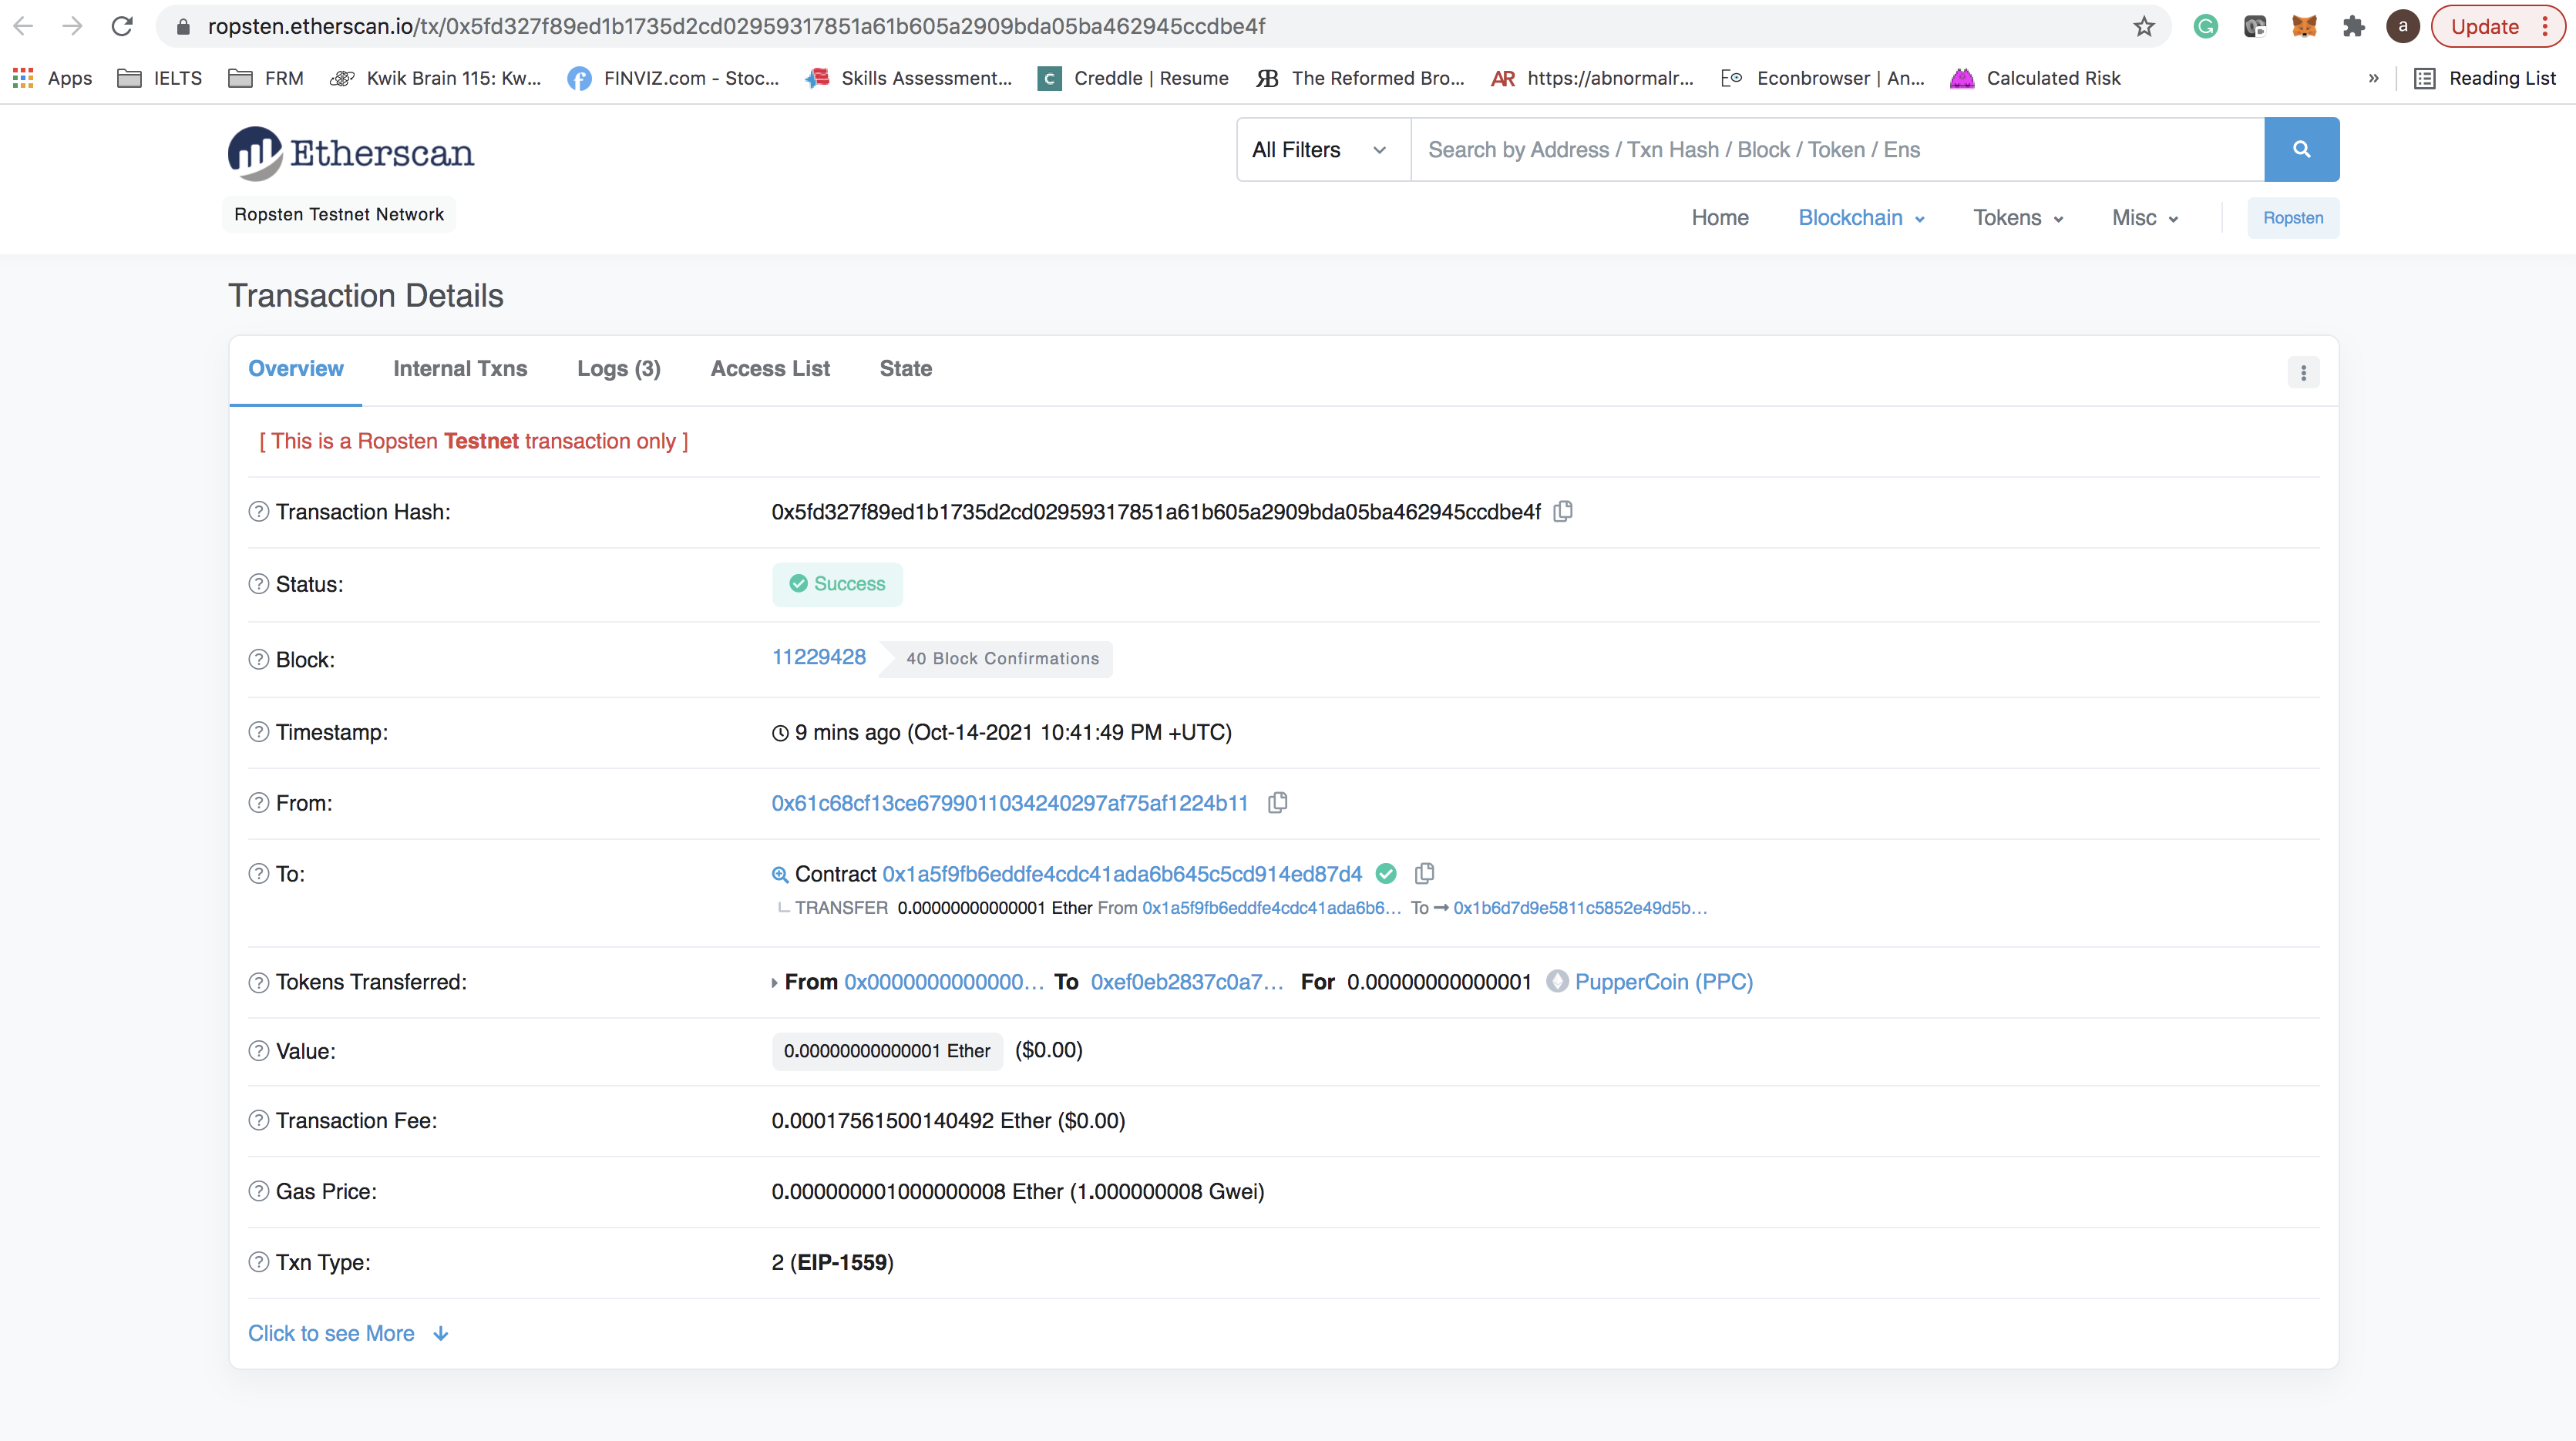 ropsten.etherscan.io/tx/0x5fd327f89ed1b1735d2cd02959317851a61b605a2909bda05ba462945ccdbe4f
a
Update
Apps
IELTS
FRM
Kwik Brain 115: Kw...
FINVIZ.com - Stoc...
Skills Assessment...
C Creddle | Resume
RB The Reformed Bro...
AR https://abnormalr...
Econbrowser | An...
Calculated Risk
»
Reading List
Etherscan
All Filters
Search by Address / Txn Hash / Block / Token / Ens
Ropsten Testnet Network
Home
Blockchain
Tokens
Misc
Ropsten
Transaction Details
Overview
Internal Txns
Logs (3)
Access List
State
[ This is a Ropsten Testnet transaction only ]
Transaction Hash: 0x5fd327f89ed1b1735d2cd02959317851a61b605a2909bda05ba462945ccdbe4f
Status: Success
Block: 11229428 40 Block Confirmations
Timestamp: 9 mins ago (Oct-14-2021 10:41:49 PM +UTC)
From: 0x61c68cf13ce6799011034240297af75af1224b11
To: Contract 0x1a5f9fb6eddfe4cdc41ada6b645c5cd914ed87d4
TRANSFER 0.00000000000001 Ether From 0x1a5f9fb6eddfe4cdc41ada6b6... To → 0x1b6d7d9e5811c5852e49d5b...
Tokens Transferred: From 0x0000000000000... To 0xef0eb2837c0a7... For 0.00000000000001 PupperCoin (PPC)
Value: 0.00000000000001 Ether ($0.00)
Transaction Fee: 0.00017561500140492 Ether ($0.00)
Gas Price: 0.000000001000000008 Ether (1.000000008 Gwei)
Txn Type: 2 (EIP-1559)
Click to see More